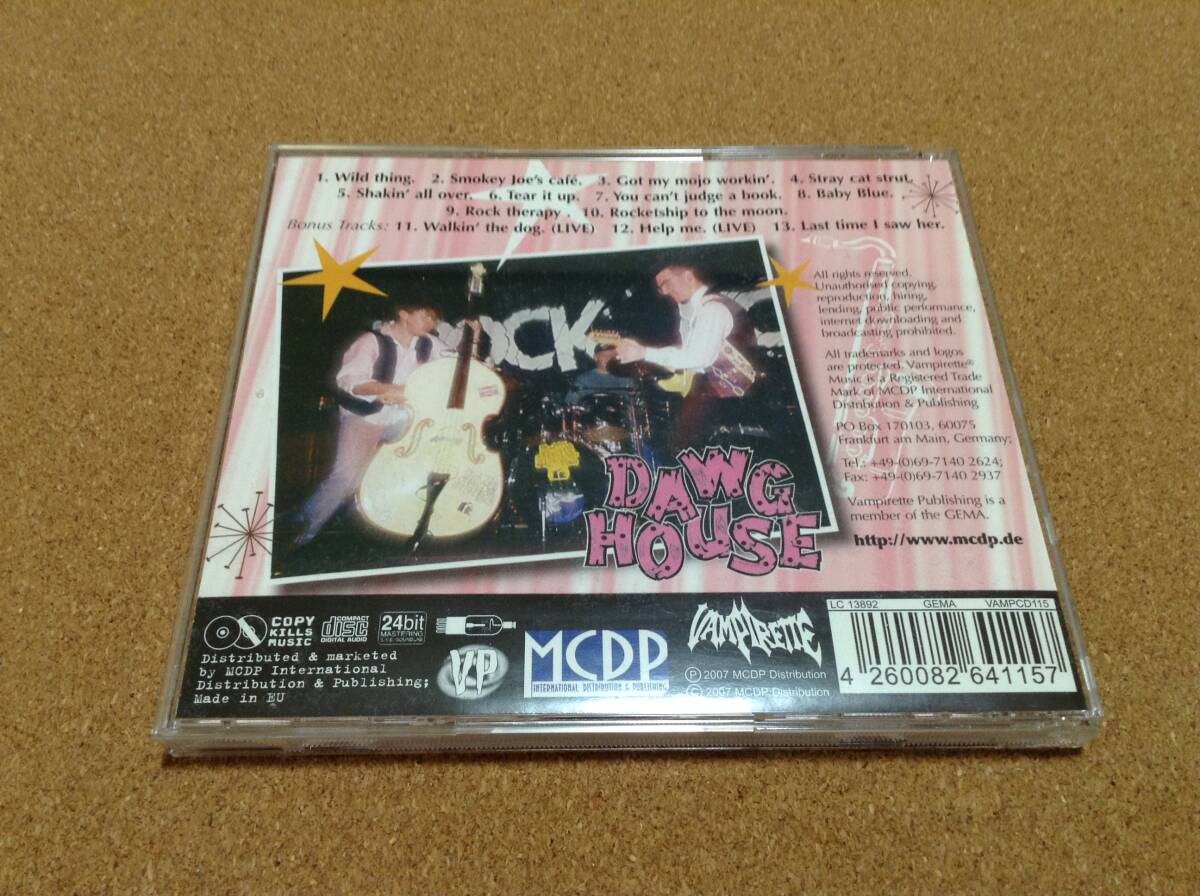 1. Wild thing. 2. Smokey Joe's café. 3. Got my mojo workin'. 4. Stray cat strut.
5. Shakin' all over. 6. Tear it up. 7. You can't judge a book. 8. Baby Blue.
9. Rock therapy. 10. Rocketship to the moon.
Bonus Tracks: 11. Walkin' the dog. (LIVE) 12. Help me. (LIVE) 13. Last time I saw her.
All rights reserved.
Unauthorised copying,
reproduction, hiring,
lending, public performance,
internet downloading and
broadcasting prohibited.
All trademarks and logos
are protected. Vampirette®
Music is a Registered Trade
Mark of MCDP International
Distribution & Publishing
PO Box 170103, 60075
Frankfurt am Main, Germany;
Tel.: +49-(0)69-7140 2624;
Fax: +49-(0)69-7140 2937
Vampirette Publishing is a
member of the GEMA.
http://www.mcdp.de
OCK
DAWG
HOUSE
COPY
KILLS
MUSIC
COMPACT
disc
DIGITAL AUDIO
24bit
MASTERING
Distributed & marketed
by MCDP International
Distribution & Publishing;
Made in EU
VP
MCDP
INTERNATIONAL DISTRIBUTION & PUBLISHING
VAMPIRETTE
Ⓟ 2007 MCDP Distribution
© 2007 MCDP Distribution
LC 13892 GEMA VAMPCD115
4 260082 641157